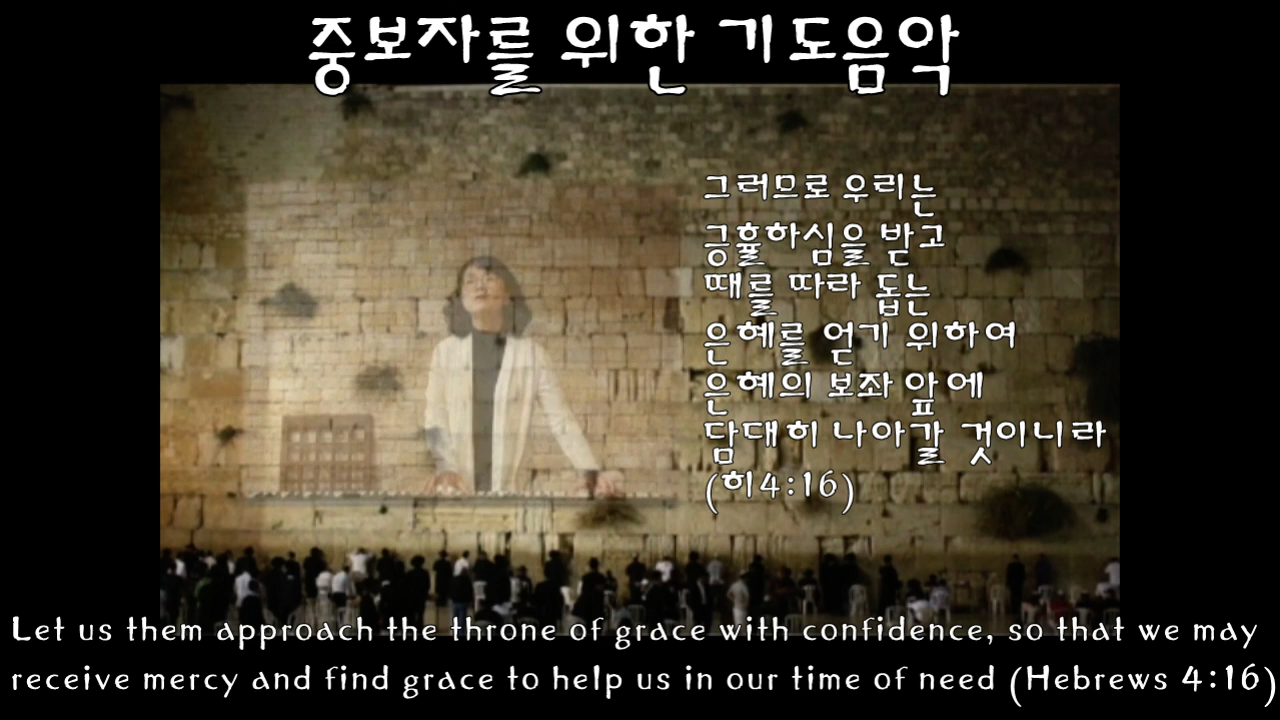 중보자를 위한 기도음악
그러므로 우리는
긍휼하심을 받고
때를 따라 돕는
은혜를 얻기 위하여
은혜의 보좌 앞에
담대히 나아갈 것이니라
(히4:16)
Let us them approach the throne of grace with confidence, so that we may
receive mercy and find grace to help us in our time of need (Hebrews 4:16)